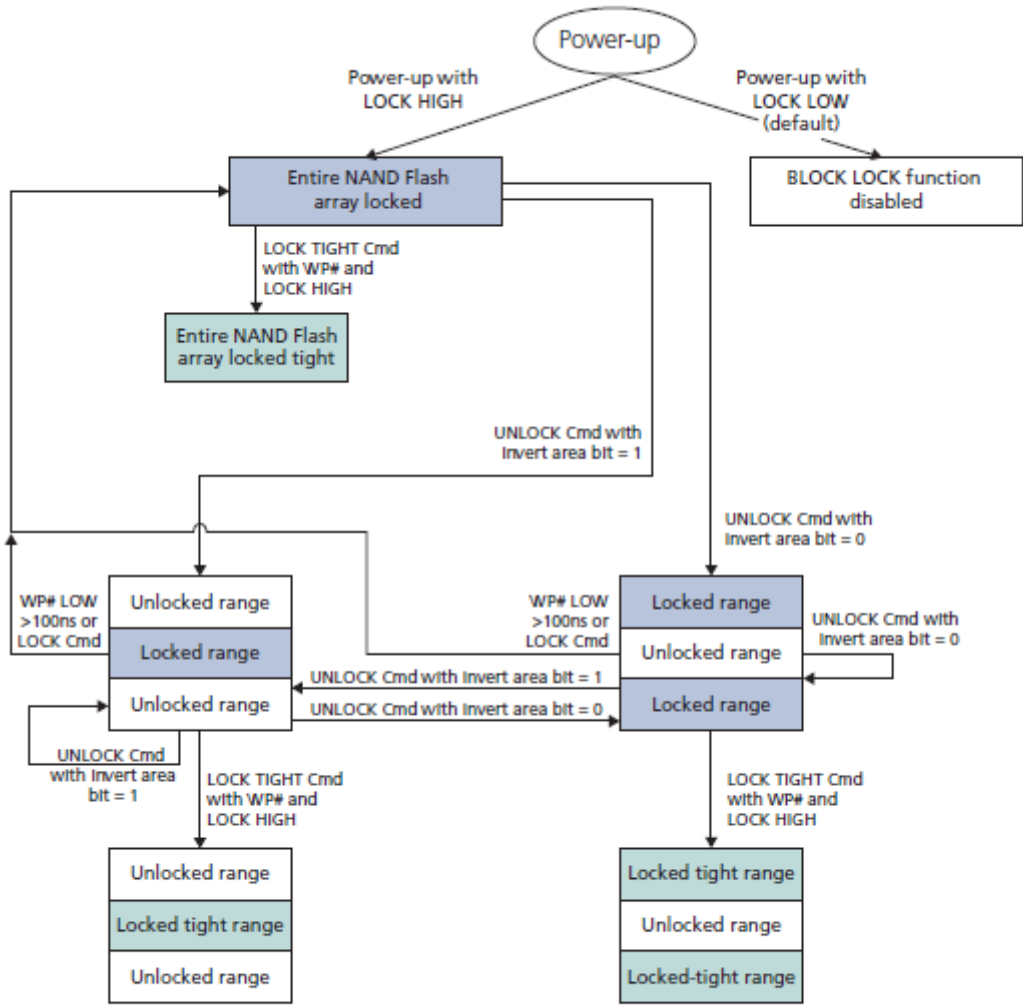 Power-up
Power-up with
LOCK HIGH
Power-up with
LOCK LOW
(default)
Entire NAND Flash
array locked
BLOCK LOCK function
disabled
LOCK TIGHT Cmd
with WP# and
LOCK HIGH
Entire NAND Flash
array locked tight
UNLOCK Cmd with
invert area bit = 1
UNLOCK Cmd with
invert area bit = 0
WP# LOW
>100ns or
LOCK Cmd
Unlocked range
Locked range
Unlocked range
WP# LOW
>100ns or
LOCK Cmd
Locked range
Unlocked range
Locked range
UNLOCK Cmd with
invert area bit = 0
UNLOCK Cmd with invert area bit = 1
UNLOCK Cmd with invert area bit = 0
UNLOCK Cmd
with invert area
bit = 1
LOCK TIGHT Cmd
with WP# and
LOCK HIGH
LOCK TIGHT Cmd
with WP# and
LOCK HIGH
Unlocked range
Locked tight range
Unlocked range
Locked tight range
Unlocked range
Locked-tight range